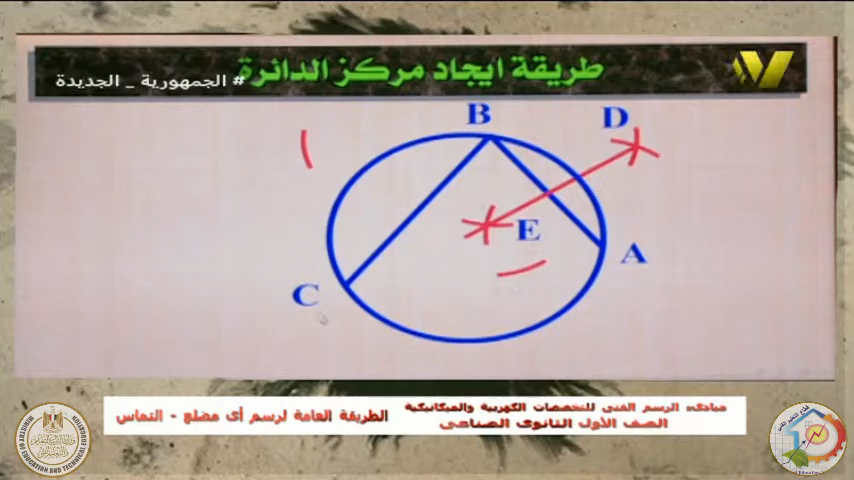 طريقة ايجاد مركز الدائرة
# الجمهورية _ الجديدة
B
D
E
A
C
مبادىء الرسم الفنى للتخصصات الكهربية والميكانيكية
الصف الأول الثانوى الصناعى
الطريقة العامة لرسم أى مضلع - التماس